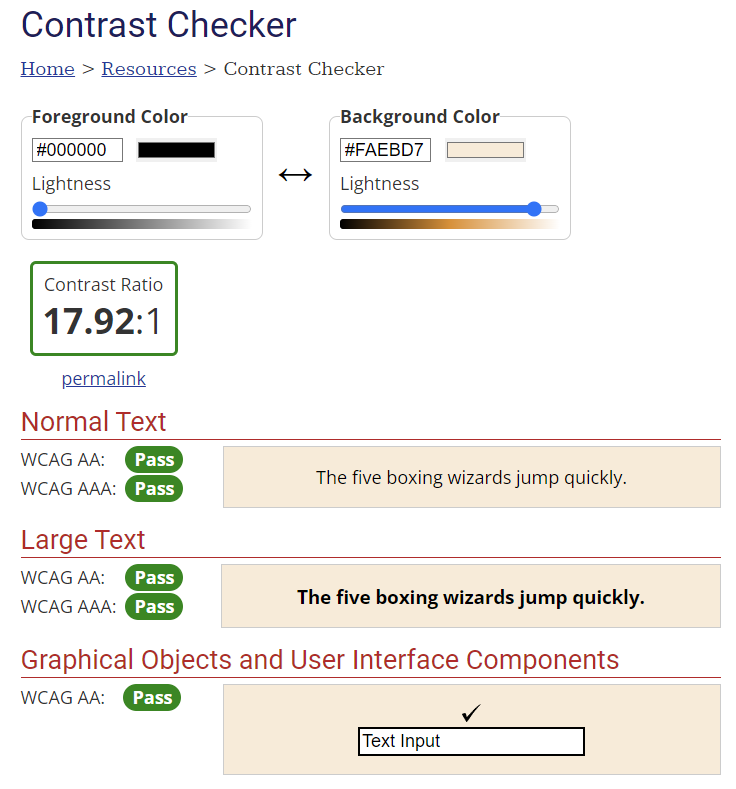 Contrast Checker
Home > Resources > Contrast Checker
Foreground Color
#000000
Lightness
Background Color
#FAEBD7
Lightness
Contrast Ratio
17.92:1
permalink
Normal Text
WCAG AA: Pass
WCAG AAA: Pass
The five boxing wizards jump quickly.
Large Text
WCAG AA: Pass
WCAG AAA: Pass
The five boxing wizards jump quickly.
Graphical Objects and User Interface Components
WCAG AA: Pass
Text Input